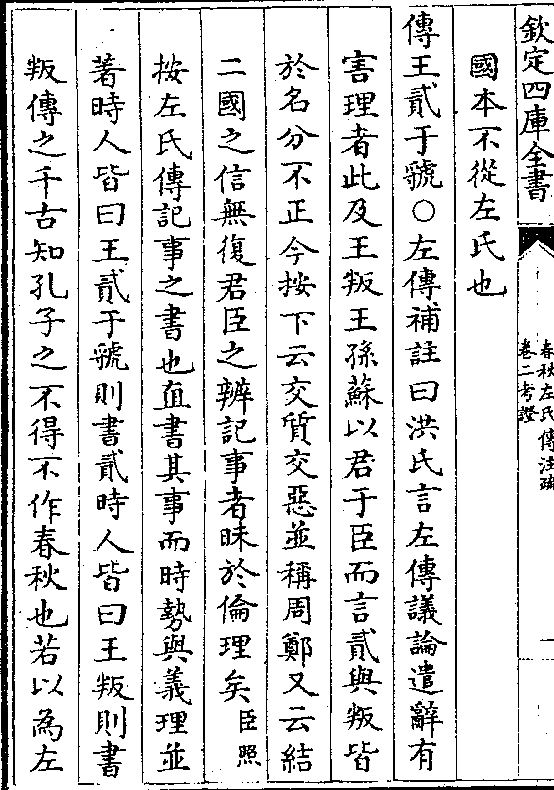 欽定四庫全書
春秋左氏傳注疏
卷二考證
一
國本不從左氏也
傳王貳于虢○左傳補註曰洪氏言左傳議論遣辭有
害理者此及王叛王孫蘇以君于臣而言貳與叛皆
於名分不正今按下云交質交惡並稱周鄭又云結
二國之信無復君臣之辨記事者昧於倫理矣臣照
按左氏傳記事之書也直書其事而時勢與義理並
著時人皆曰王貳于虢則書貳時人皆曰王叛則書
叛傳之千古知孔子之不得不作春秋也若以為左